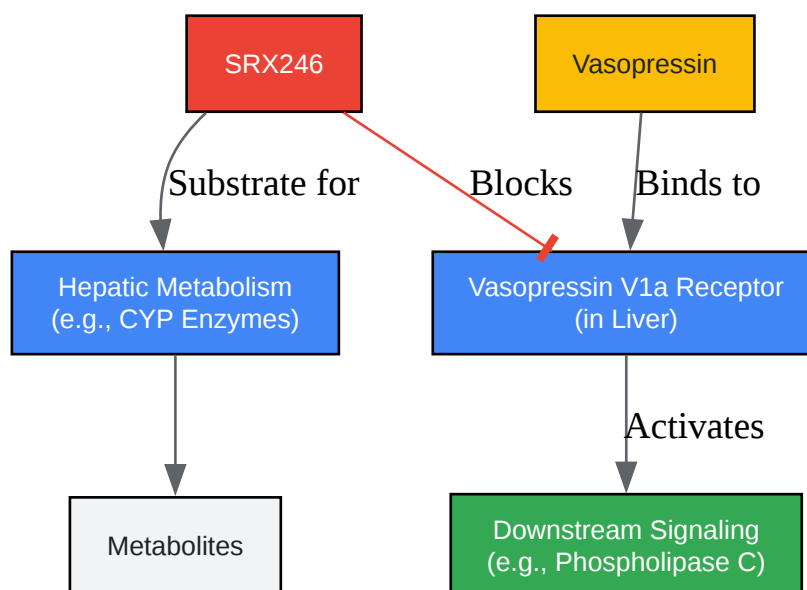 SRX246
Vasopressin
Substrate for
Blocks
Binds to
Hepatic Metabolism
(e.g., CYP Enzymes)
Vasopressin V1a Receptor
(in Liver)
Activates
Metabolites
Downstream Signaling
(e.g., Phospholipase C)